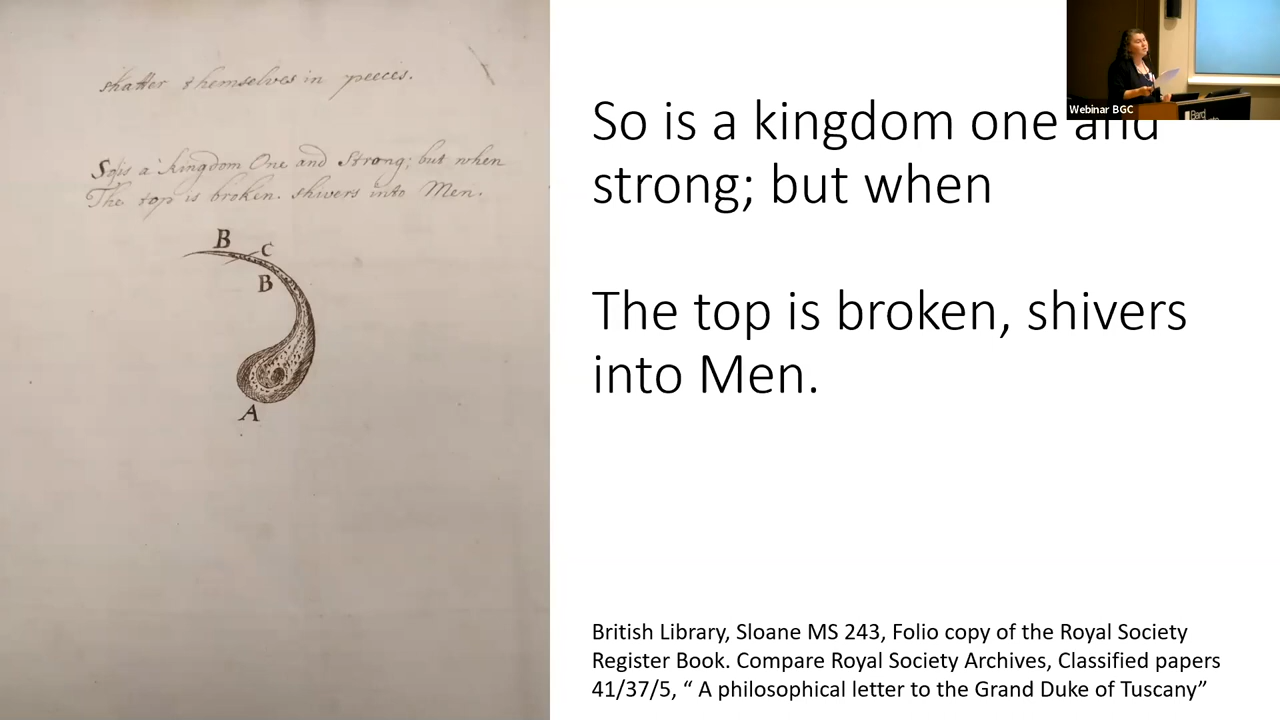 shatter themselves in peeces.
So is a kingdom One and Strong; but when
The top is broken. shivers into Men.
B
C
B
A
So is a kingdom one and
strong; but when
The top is broken, shivers
into Men.
British Library, Sloane MS 243, Folio copy of the Royal Society
Register Book. Compare Royal Society Archives, Classified papers
41/37/5, “ A philosophical letter to the Grand Duke of Tuscany”
Webinar BGC
Bard